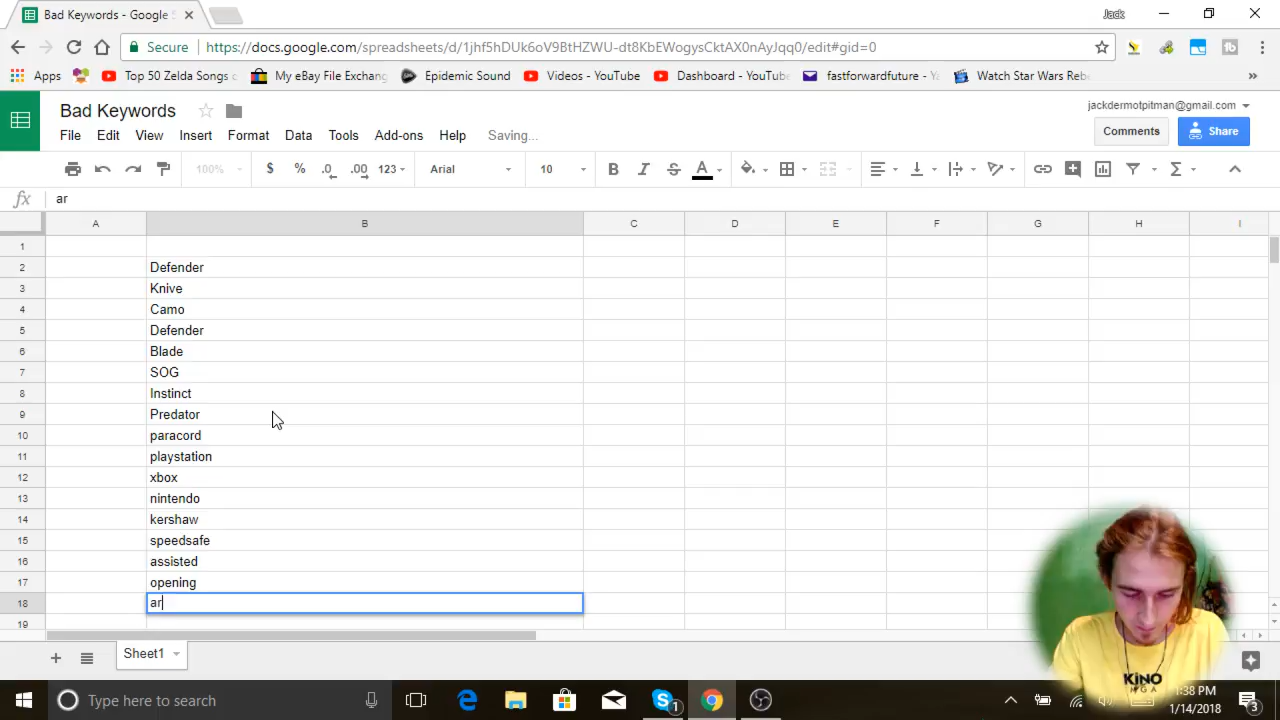 Bad Keywords - Google S
Jack
Secure
https://docs.google.com/spreadsheets/d/1jhf5hDUk6oV9BtHZWU-dt8KbEWogysCktAX0nAyJqq0/edit#gid=0
Apps
Top 50 Zelda Songs c
My eBay File Exchang
Epidemic Sound
Videos - YouTube
Dashboard - YouTube
fastforwardfuture - Ya
Watch Star Wars Rebe
»
Bad Keywords
jackdermotpitman@gmail.com
File Edit View Insert Format Data Tools Add-ons Help Saving...
Comments
Share
100% $ % .0 .00 123 Arial 10 B I S A Σ
fx ar
A B C D E F G H I
1
2 Defender
3 Knive
4 Camo
5 Defender
6 Blade
7 SOG
8 Instinct
9 Predator
10 paracord
11 playstation
12 xbox
13 nintendo
14 kershaw
15 speedsafe
16 assisted
17 opening
18 ar
19
+ Sheet1
KiNO
Type here to search
1
1:38 PM
1/14/2018
3